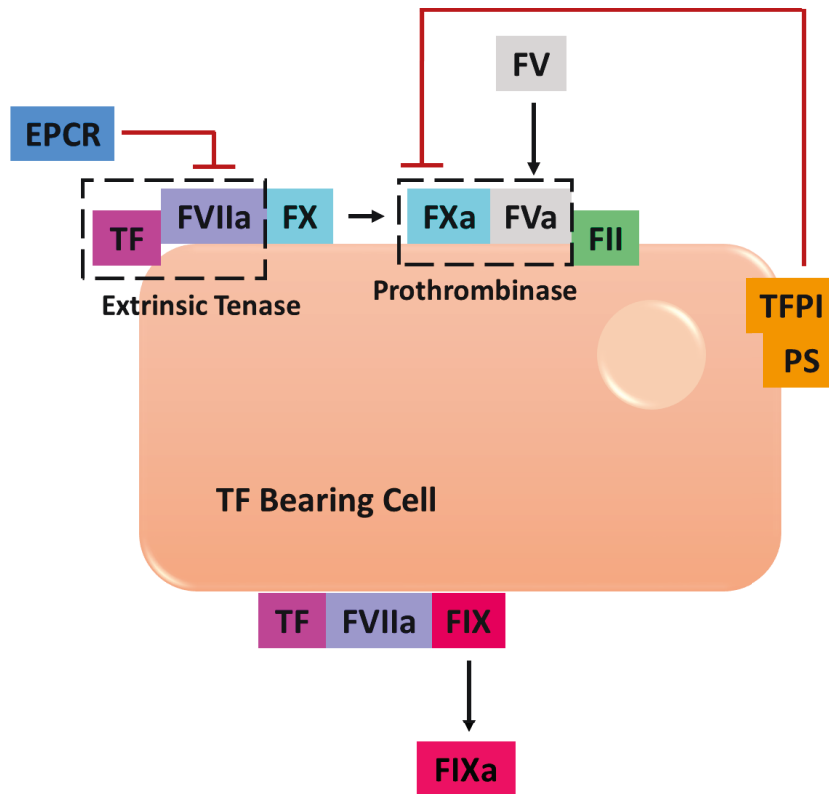 FV
EPCR
TF
FVIIa
FX
FXa
FVa
FII
Extrinsic Tenase
Prothrombinase
TFPI
PS
TF Bearing Cell
TF
FVIIa
FIX
FIXa